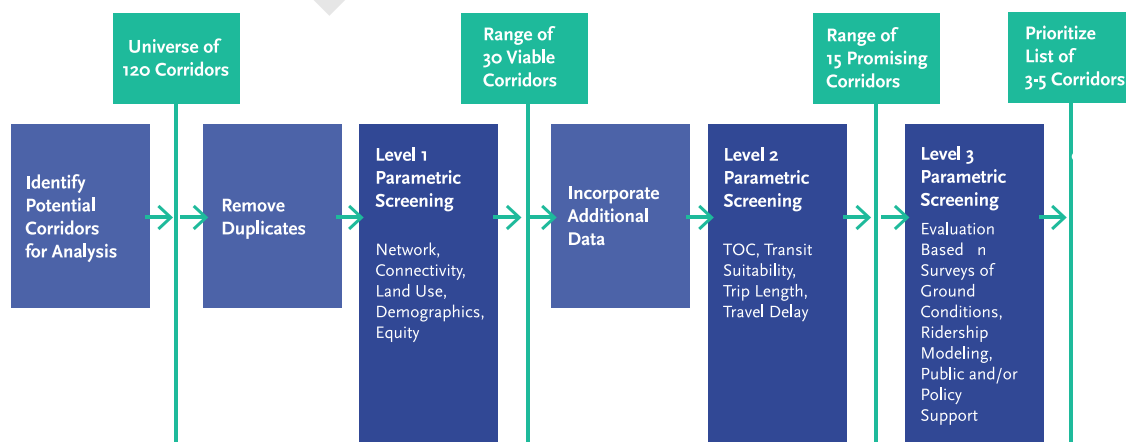 Universe of
120 Corridors
Range of
30 Viable
Corridors
Range of
15 Promising
Corridors
Prioritize
List of
3-5 Corridors
Identify
Potential
Corridors
for Analysis
Remove
Duplicates
Level 1
Parametric
Screening
Network,
Connectivity,
Land Use,
Demographics,
Equity
Incorporate
Additional
Data
Level 2
Parametric
Screening
TOC, Transit
Suitability,
Trip Length,
Travel Delay
Level 3
Parametric
Screening
Evaluation
Based n
Surveys of
Ground
Conditions,
Ridership
Modeling,
Public and/or
Policy
Support